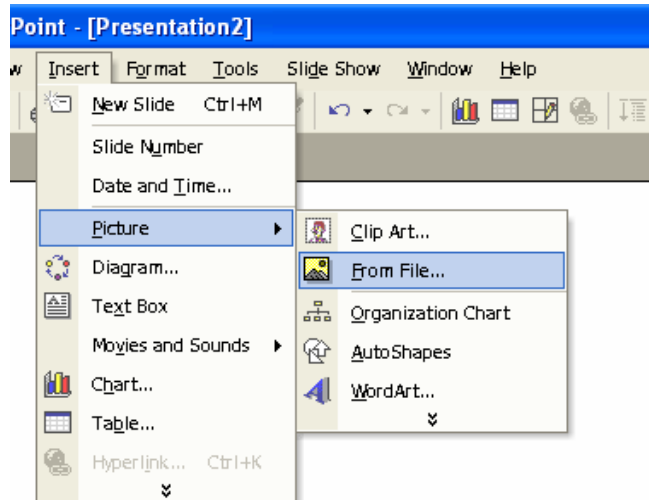 Point - [Presentation2]
w Insert Format Tools Slide Show Window Help
New Slide Ctrl+M
Slide Number
Date and Time...
Picture
Diagram...
Text Box
Movies and Sounds
Chart...
Table...
Hyperlink... Ctrl+K
Clip Art...
From File...
Organization Chart
AutoShapes
WordArt...